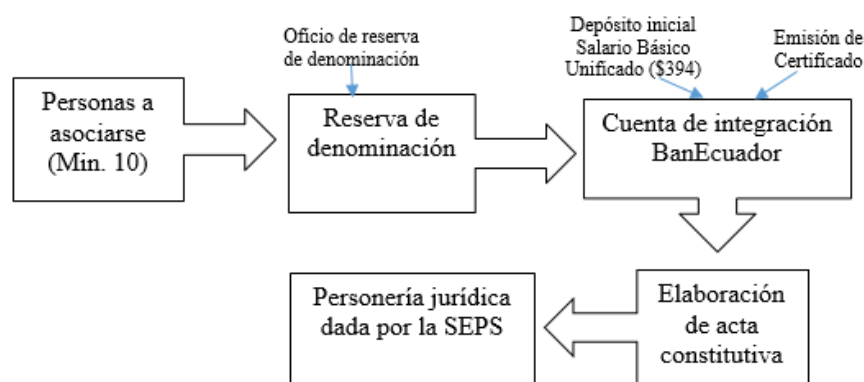 Oficio de reserva
de denominación
Depósito inicial
Salario Básico
Unificado ($394)
Emisión de
Certificado
Personas a
asociarse
(Min. 10)
Reserva de
denominación
Cuenta de integración
BanEcuador
Personería jurídica
dada por la SEPS
Elaboración
de acta
constitutiva